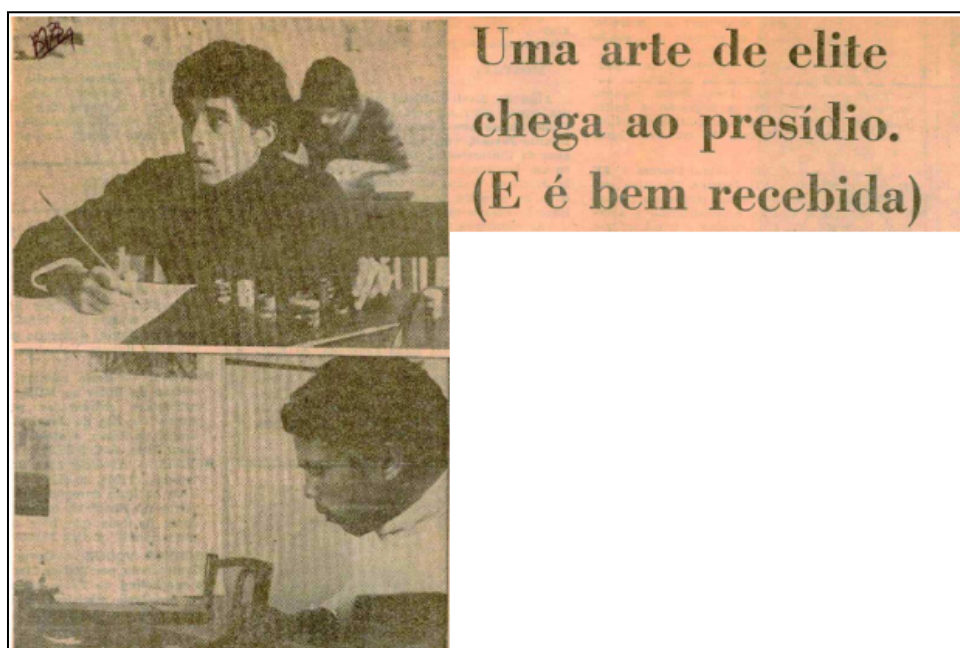 Uma arte de elite
chega ao presídio.
(E é bem recebida)